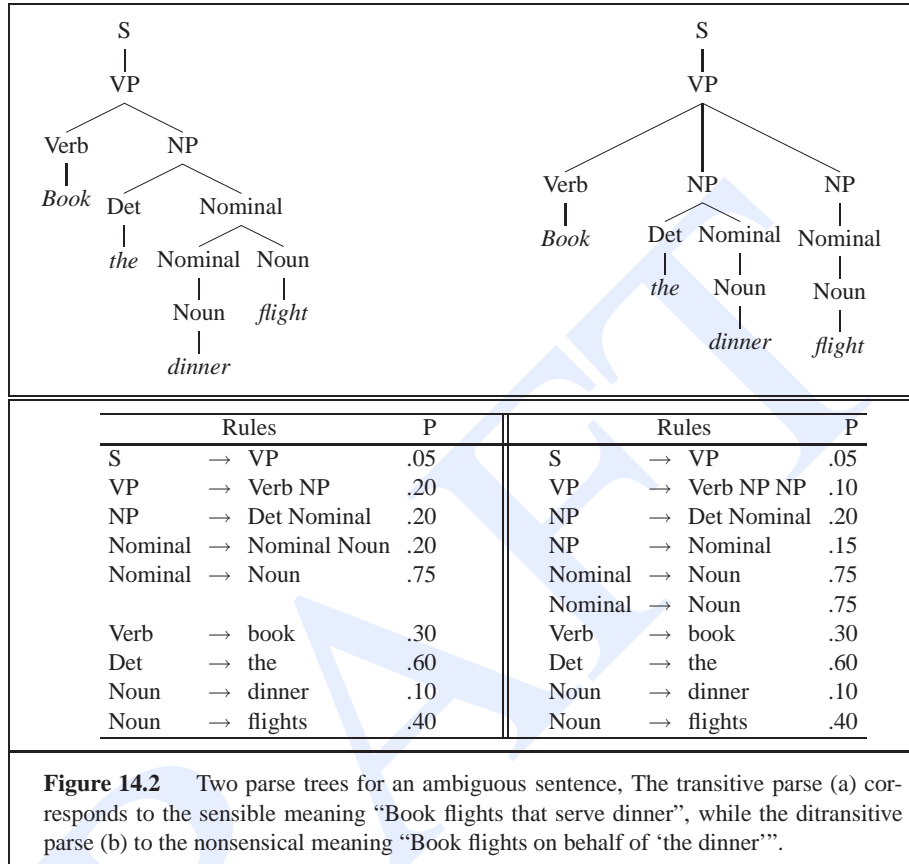 S
VP
Verb NP
Book Det Nominal
the Nominal Noun
Noun flight
dinner
S
VP
Verb NP NP
Book Det Nominal Nominal
the Noun Noun
dinner flight
Rules P
S → VP .05
VP → Verb NP .20
NP → Det Nominal .20
Nominal → Nominal Noun .20
Nominal → Noun .75
Verb → book .30
Det → the .60
Noun → dinner .10
Noun → flights .40
Rules P
S → VP .05
VP → Verb NP NP .10
NP → Det Nominal .20
NP → Nominal .15
Nominal → Noun .75
Nominal → Noun .75
Verb → book .30
Det → the .60
Noun → dinner .10
Noun → flights .40
Figure 14.2 Two parse trees for an ambiguous sentence, The transitive parse (a) cor-
responds to the sensible meaning “Book flights that serve dinner”, while the ditransitive
parse (b) to the nonsensical meaning “Book flights on behalf of ‘the dinner’”.
DRAFT